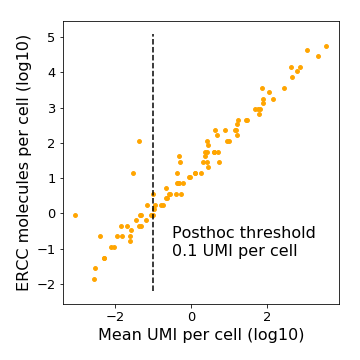 ERCC molecules per cell (log10)
5
4
3
2
1
0
−1
−2
Posthoc threshold
0.1 UMI per cell
−2
0
2
Mean UMI per cell (log10)